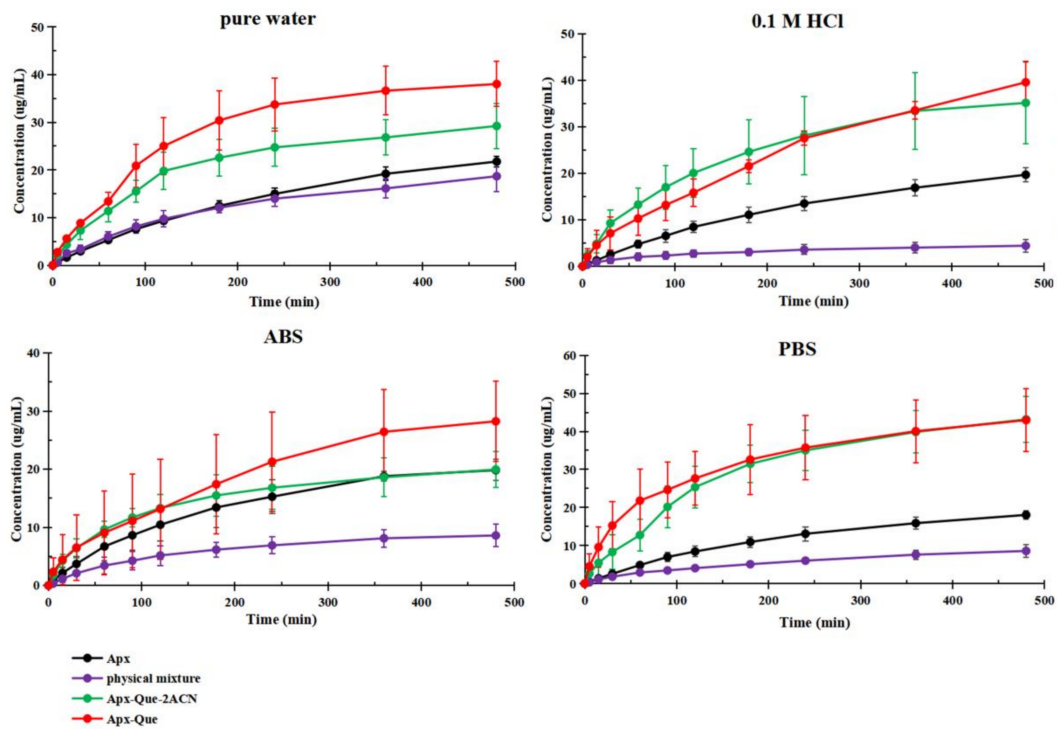 pure water
50
40
30
20
10
0
Concentration (ug/mL)
0 100 200 300 400 500
Time (min)
0.1 M HCl
50
40
30
20
10
0
Concentration (ug/mL)
0 100 200 300 400 500
Time (min)
ABS
40
30
20
10
0
Concentration (ug/mL)
0 100 200 300 400 500
Time (min)
PBS
60
50
40
30
20
10
0
Concentration (ug/mL)
0 100 200 300 400 500
Time (min)
Apx
physical mixture
Apx-Que-2ACN
Apx-Que